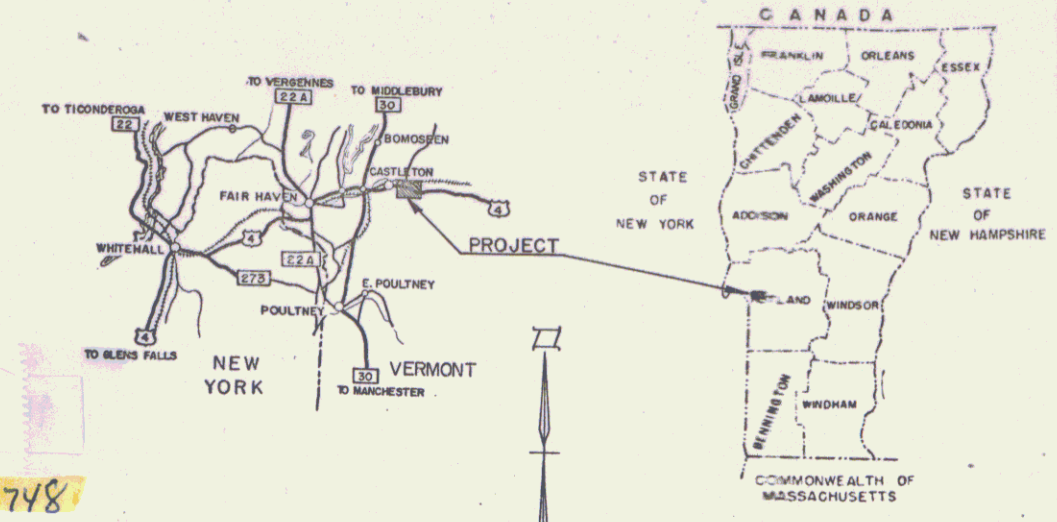 CANADA
FRANKLIN
ORLEANS
ESSEX
GRAND ISLE
LAMOILLE
CHITTENDEN
CALEDONIA
WASHINGTON
ADDISON
ORANGE
WINDSOR
BENNINGTON
WINDHAM
STATE
OF
NEW YORK
STATE
OF
NEW HAMPSHIRE
COMMONWEALTH OF
MASSACHUSETTS
TO TICONDEROGA
22
WEST HAVEN
TO VERGENNES
22A
TO MIDDLEBURY
30
BOMOSEEN
CASTLETON
FAIR HAVEN
4
PROJECT
WHITEHALL
4
273
22A
E. POULTNEY
POULTNEY
4
TO GLENS FALLS
NEW
YORK
VERMONT
30
TO MANCHESTER
748